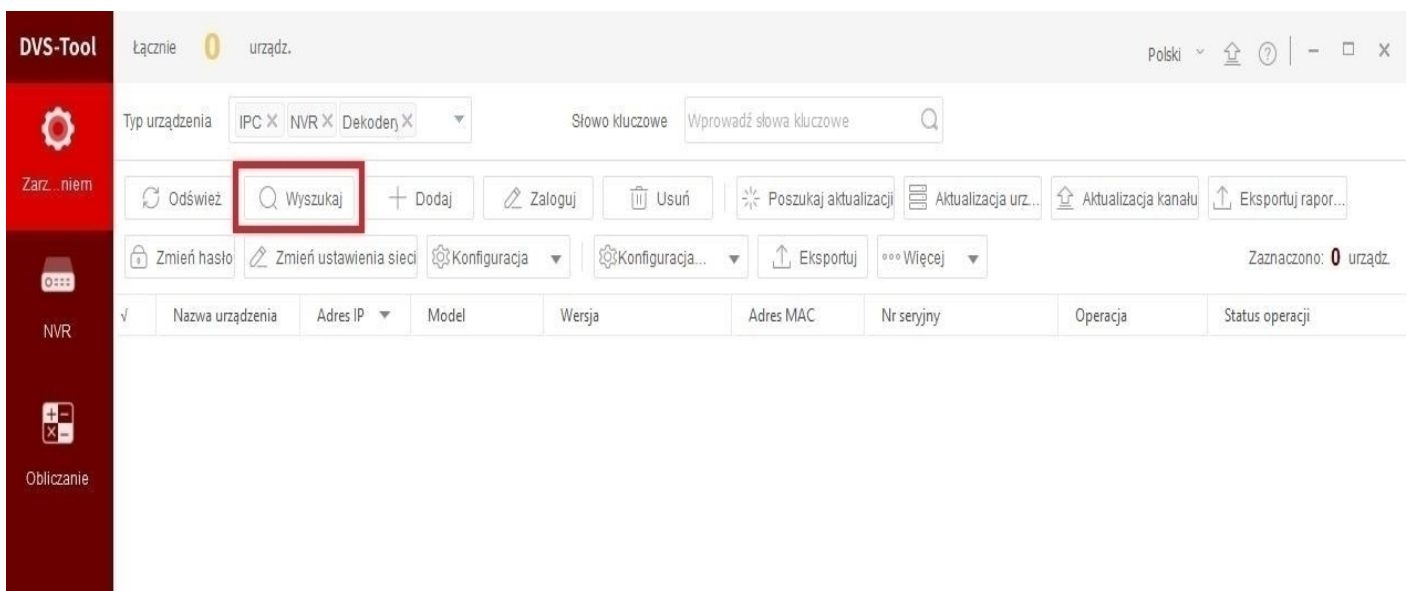 DVS-Tool
Łącznie 0 urządz.
Polski
Typ urządzenia IPC NVR Dekodery Słowo kluczowe Wprowadź słowa kluczowe
Zarz...niem
Odśwież Wyszukaj Dodaj Zaloguj Usuń Poszukaj aktualizacji Aktualizacja urz... Aktualizacja kanału Eksportuj rapor...
Zmień hasło Zmień ustawienia sieci Konfiguracja Konfiguracja... Eksportuj Więcej Zaznaczono: 0 urządz.
√ Nazwa urządzenia Adres IP Model Wersja Adres MAC Nr seryjny Operacja Status operacji
NVR
Obliczanie